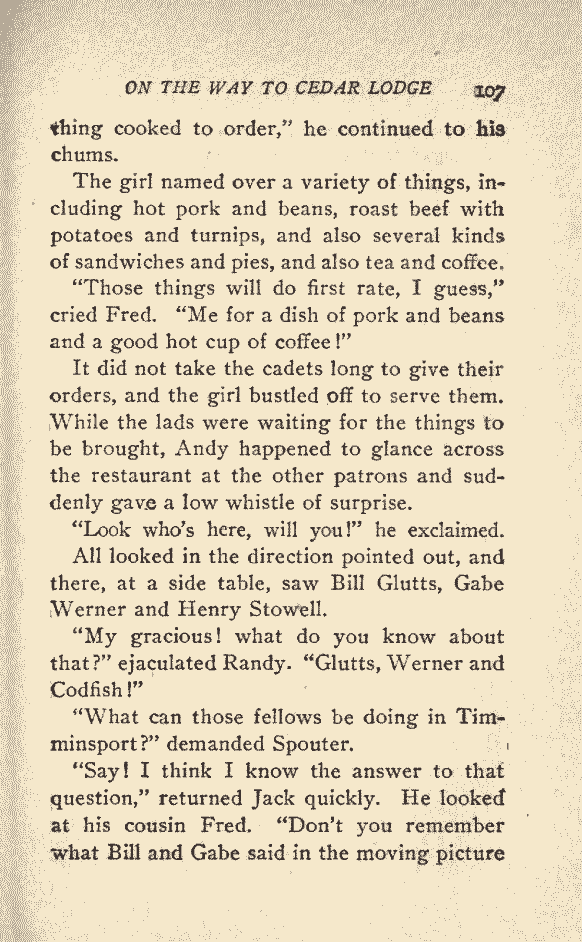 ON THE WAY TO CEDAR LODGE 107
thing cooked to order,” he continued to his
chums.
The girl named over a variety of things, in-
cluding hot pork and beans, roast beef with
potatoes and turnips, and also several kinds
of sandwiches and pies, and also tea and coffee.
“Those things will do first rate, I guess,”
cried Fred. “Me for a dish of pork and beans
and a good hot cup of coffee!”
It did not take the cadets long to give their
orders, and the girl bustled off to serve them.
While the lads were waiting for the things to
be brought, Andy happened to glance across
the restaurant at the other patrons and sud-
denly gave a low whistle of surprise.
“Look who’s here, will you!” he exclaimed.
All looked in the direction pointed out, and
there, at a side table, saw Bill Glutts, Gabe
Werner and Henry Stowell.
“My gracious! what do you know about
that?” ejaculated Randy. “Glutts, Werner and
Codfish!”
“What can those fellows be doing in Tim-
minsport?” demanded Spouter.
“Say! I think I know the answer to that
question,” returned Jack quickly. He looked
at his cousin Fred. “Don’t you remember
what Bill and Gabe said in the moving picture